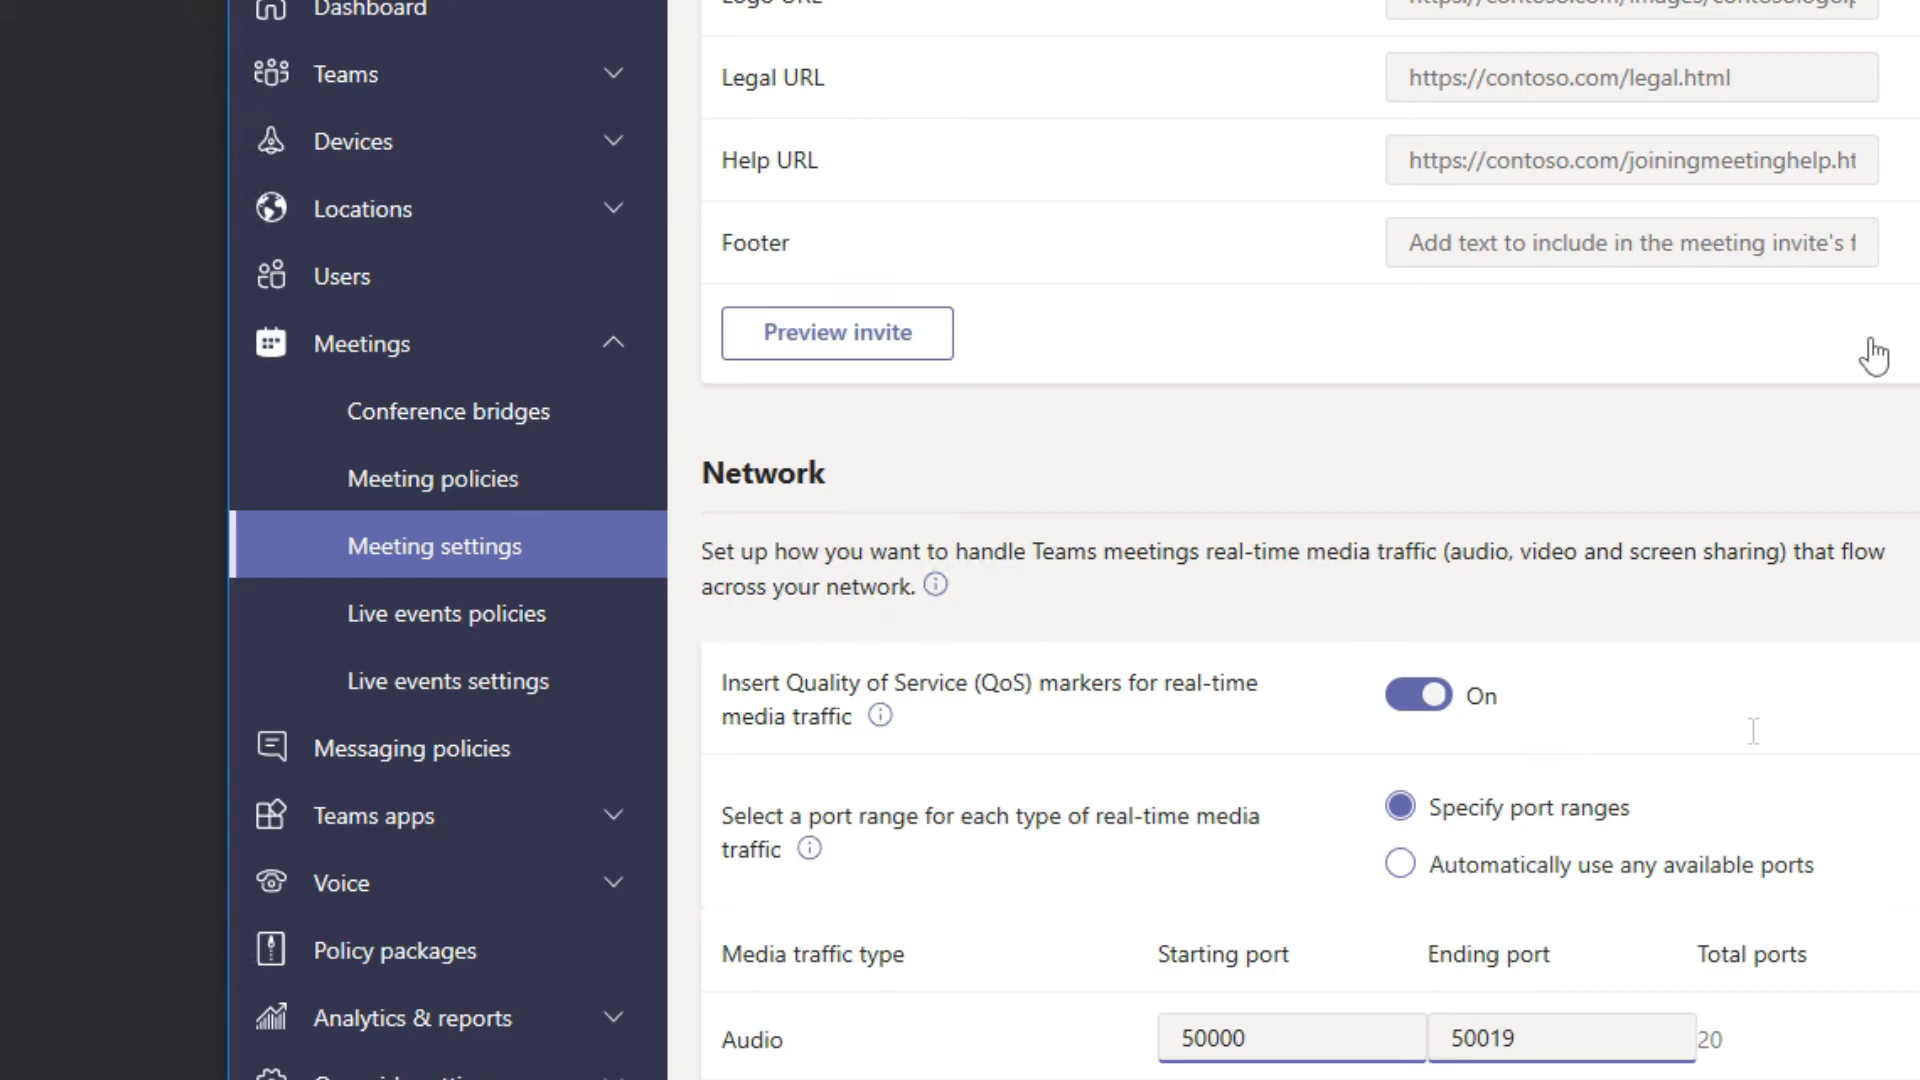 Dashboard
Teams
Devices
Locations
Users
Meetings
Conference bridges
Meeting policies
Meeting settings
Live events policies
Live events settings
Messaging policies
Teams apps
Voice
Policy packages
Analytics & reports
Logo URL
Legal URL
https://contoso.com/legal.html
Help URL
https://contoso.com/joiningmeetinghelp.ht
Footer
Add text to include in the meeting invite's f
Preview invite
Network
Set up how you want to handle Teams meetings real-time media traffic (audio, video and screen sharing) that flow
across your network.
Insert Quality of Service (QoS) markers for real-time
media traffic
On
Select a port range for each type of real-time media
traffic
Specify port ranges
Automatically use any available ports
Media traffic type Starting port Ending port Total ports
Audio 50000 50019 20